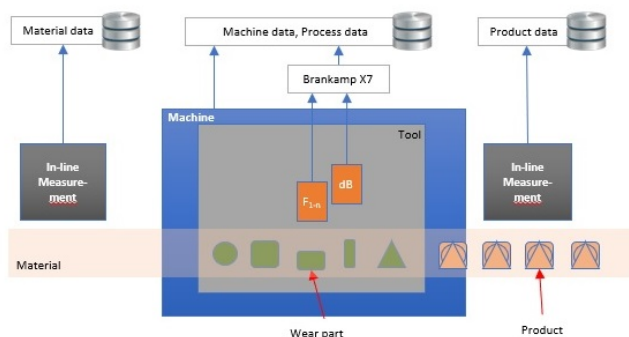 Material data
Machine data, Process data
Product data
Brankamp X7
Machine
Tool
In-line
Measure-
ment
F1-n
dB
In-line
Measure-
ment
Material
Wear part
Product